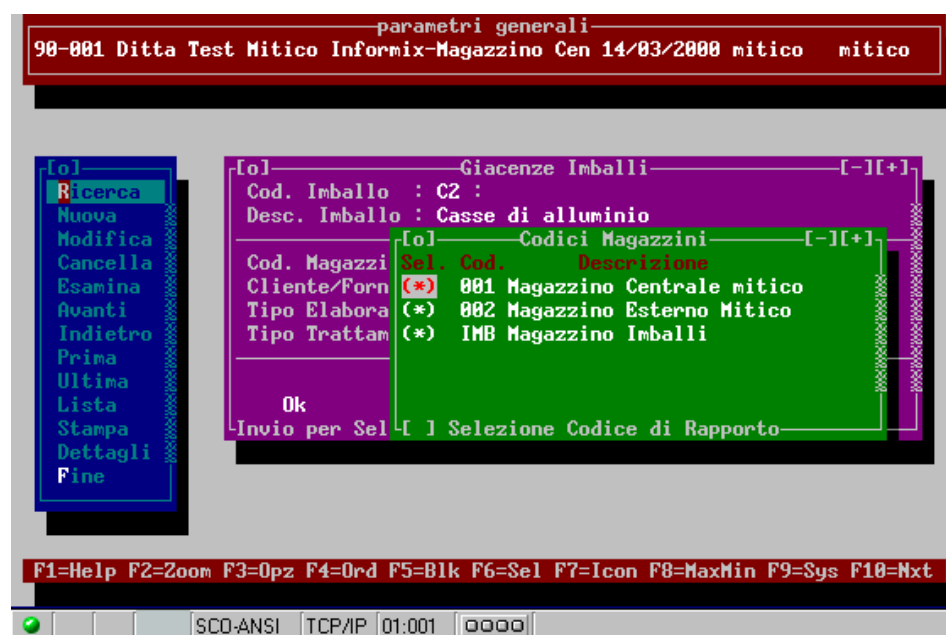 parametri generali
90-001 Ditta Test Mitico Informix-Magazzino Cen 14/03/2000 mitico mitico
[o]
Ricerca
Nuova
Modifica
Cancella
Esamina
Avanti
Indietro
Prima
Ultima
Lista
Stampa
Dettagli
Fine
[o] Giacenze Imballi [-][+]
Cod. Imballo : C2 :
Desc. Imballo : Casse di alluminio
Cod. Magazzi
Cliente/Forn
Tipo Elabora
Tipo Trattam
Ok
Invio per Sel
[o] Codici Magazzini [-][+]
Sel. Cod. Descrizione
(*) 001 Magazzino Centrale mitico
(*) 002 Magazzino Esterno Mitico
(*) IMB Magazzino Imballi
[ ] Selezione Codice di Rapporto
F1=Help F2=Zoom F3=Opz F4=Ord F5=Blk F6=Sel F7=Icon F8=MaxMin F9=Sys F10=Nxt
SCO-ANSI TCP/IP 01:001